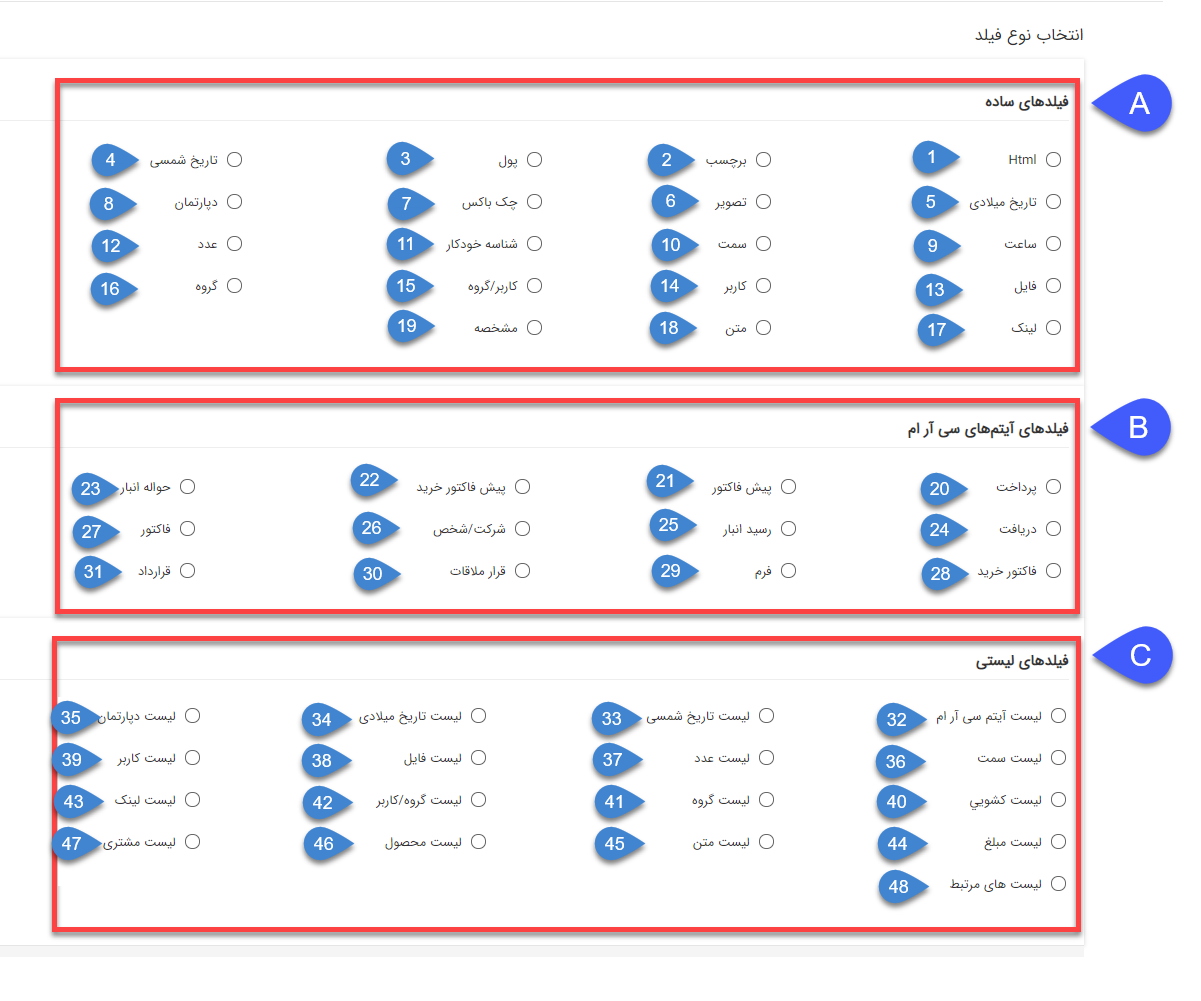 انتخاب نوع فیلد
A
فیلدهای ساده
Html 1 برچسب 2 پول 3 تاریخ شمسی 4
تاریخ میلادی 5 تصویر 6 چک باکس 7 دپارتمان 8
ساعت 9 سمت 10 شناسه خودکار 11 عدد 12
فایل 13 کاربر 14 کاربر/گروه 15 گروه 16
لینک 17 متن 18 مشخصه 19
B
فیلدهای آیتم‌های سی آر ام
پرداخت 20 پیش فاکتور 21 پیش فاکتور خرید 22 حواله انبار 23
دریافت 24 رسید انبار 25 شرکت/شخص 26 فاکتور 27
فاکتور خرید 28 فرم 29 قرار ملاقات 30 قرارداد 31
C
فیلدهای لیستی
لیست آیتم سی آر ام 32 لیست تاریخ شمسی 33 لیست تاریخ میلادی 34 لیست دپارتمان 35
لیست سمت 36 لیست عدد 37 لیست فایل 38 لیست کاربر 39
لیست کشويي 40 لیست گروه 41 لیست گروه/کاربر 42 لیست لینک 43
لیست مبلغ 44 لیست متن 45 لیست محصول 46 لیست مشتری 47
لیست های مرتبط 48